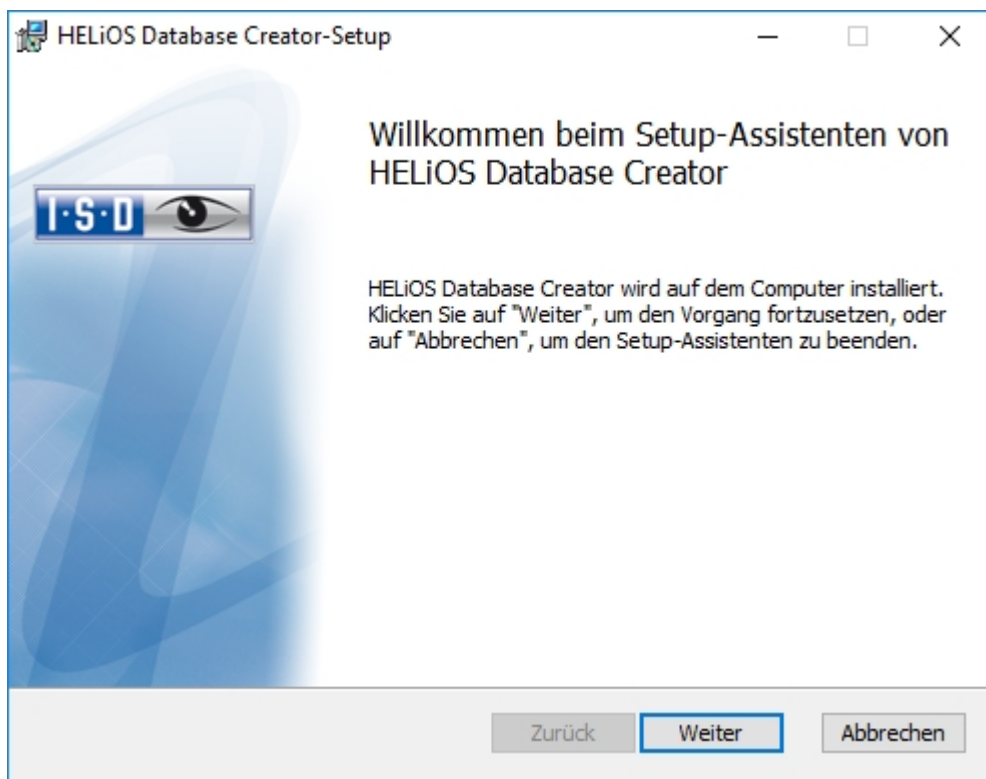 HELiOS Database Creator-Setup
Willkommen beim Setup-Assistenten von
HELiOS Database Creator
I·S·D
HELiOS Database Creator wird auf dem Computer installiert.
Klicken Sie auf "Weiter", um den Vorgang fortzusetzen, oder
auf "Abbrechen", um den Setup-Assistenten zu beenden.
Zurück
Weiter
Abbrechen